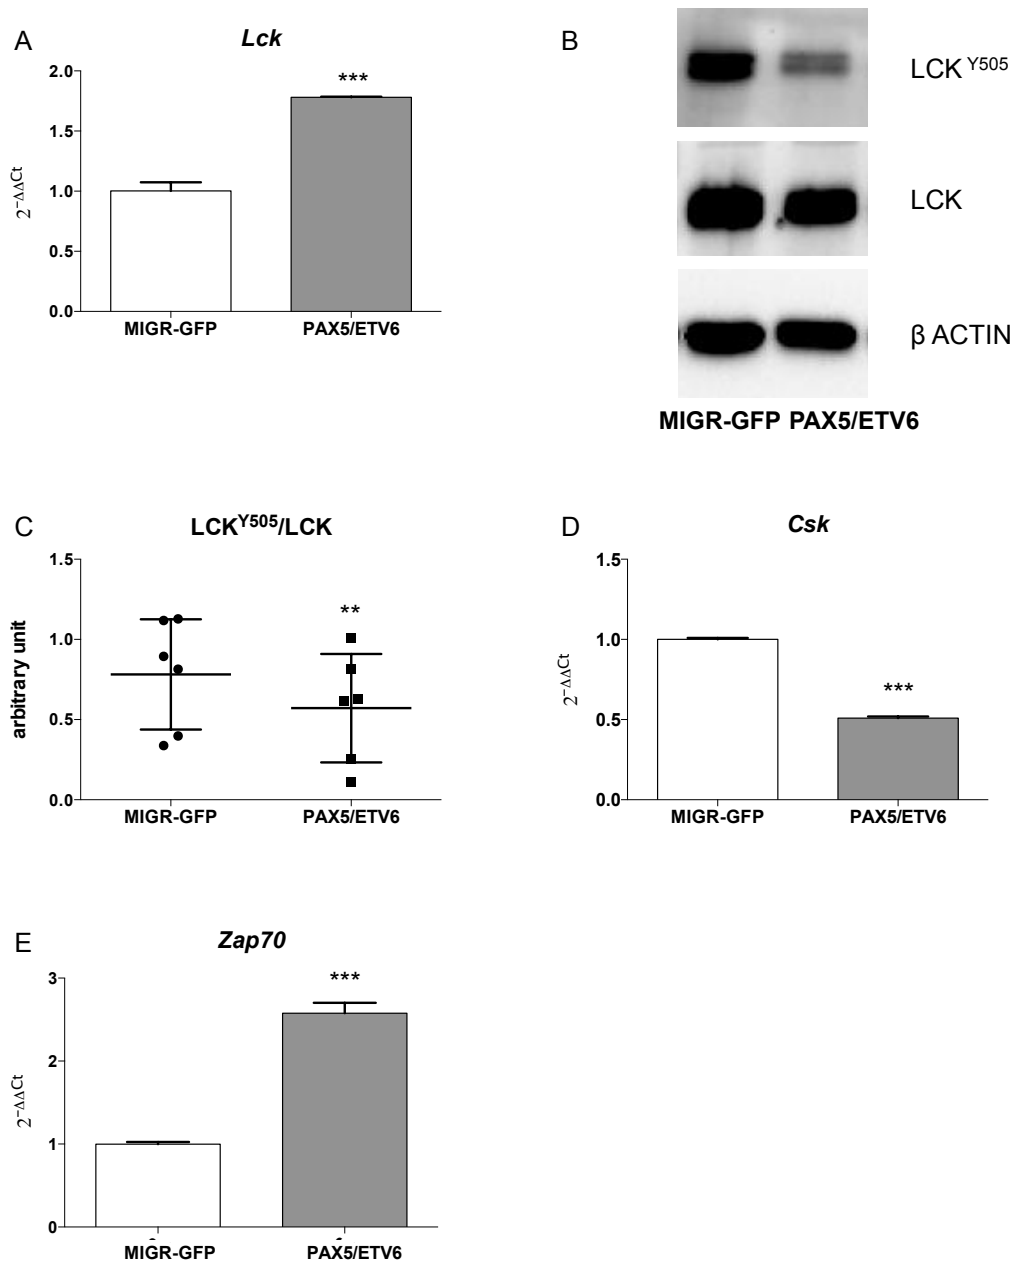 A
Lck
***
2.0
1.5
1.0
0.5
0.0
2^−ΔΔCt
MIGR-GFP PAX5/ETV6
B
LCK Y505
LCK
β ACTIN
MIGR-GFP PAX5/ETV6
C
LCKY505/LCK
**
1.5
1.0
0.5
0.0
arbitrary unit
MIGR-GFP PAX5/ETV6
D
Csk
***
1.5
1.0
0.5
0.0
2^−ΔΔCt
MIGR-GFP PAX5/ETV6
E
Zap70
***
3
2
1
0
2^−ΔΔCt
MIGR-GFP PAX5/ETV6